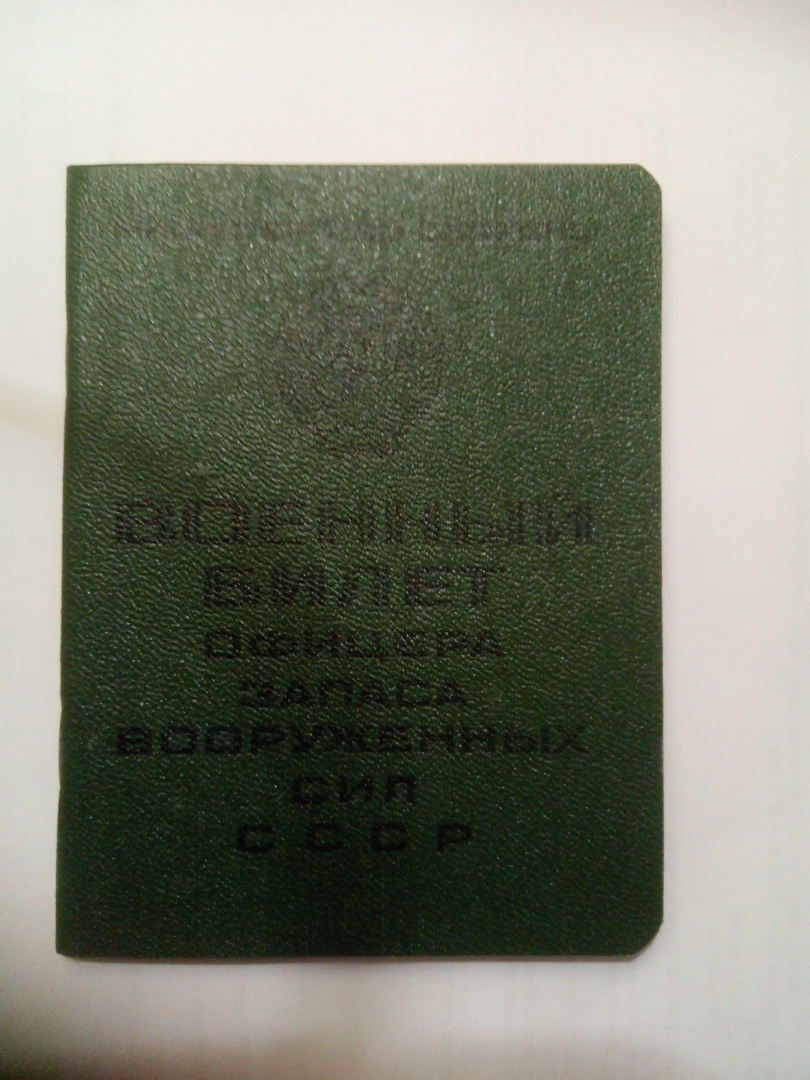 МИНИСТЕРСТВО ОБОРОНЫ
ВОЕННЫЙ
БИЛЕТ
ОФИЦЕРА
ЗАПАСА
ВООРУЖЕННЫХ
СИЛ
СССР